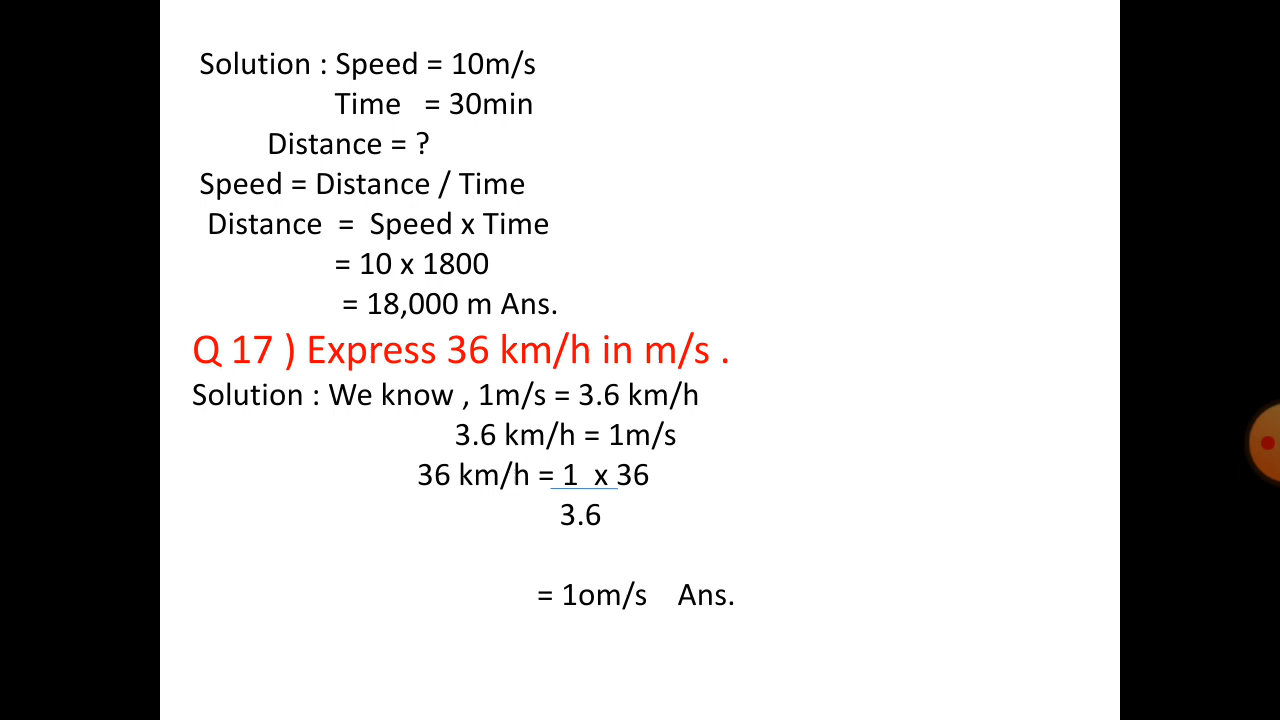 Solution : Speed = 10m/s
Time = 30min
Distance = ?
Speed = Distance / Time
Distance = Speed x Time
= 10 x 1800
= 18,000 m Ans.
Q 17 ) Express 36 km/h in m/s .
Solution : We know , 1m/s = 3.6 km/h
3.6 km/h = 1m/s
36 km/h = 1 x 36
3.6
= 1om/s Ans.